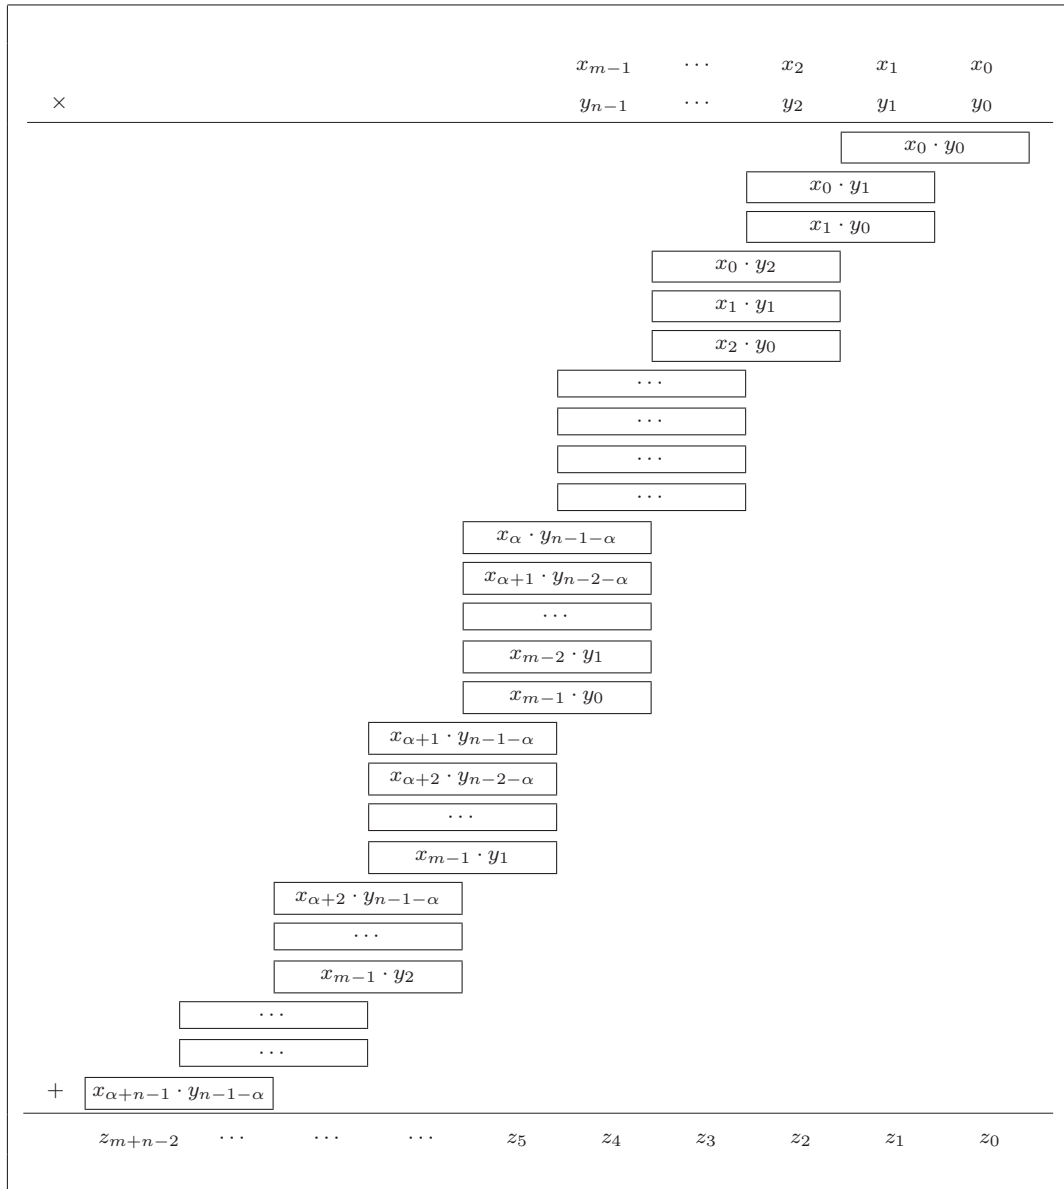 x_{m−1} ⋯ x_2 x_1 x_0
× y_{n−1} ⋯ y_2 y_1 y_0
x_0 · y_0
x_0 · y_1
x_1 · y_0
x_0 · y_2
x_1 · y_1
x_2 · y_0
⋯
⋯
⋯
⋯
x_α · y_{n−1−α}
x_{α+1} · y_{n−2−α}
⋯
x_{m−2} · y_1
x_{m−1} · y_0
x_{α+1} · y_{n−1−α}
x_{α+2} · y_{n−2−α}
⋯
x_{m−1} · y_1
x_{α+2} · y_{n−1−α}
⋯
x_{m−1} · y_2
⋯
⋯
+ x_{α+n−1} · y_{n−1−α}
z_{m+n−2} ⋯ ⋯ ⋯ z_5 z_4 z_3 z_2 z_1 z_0